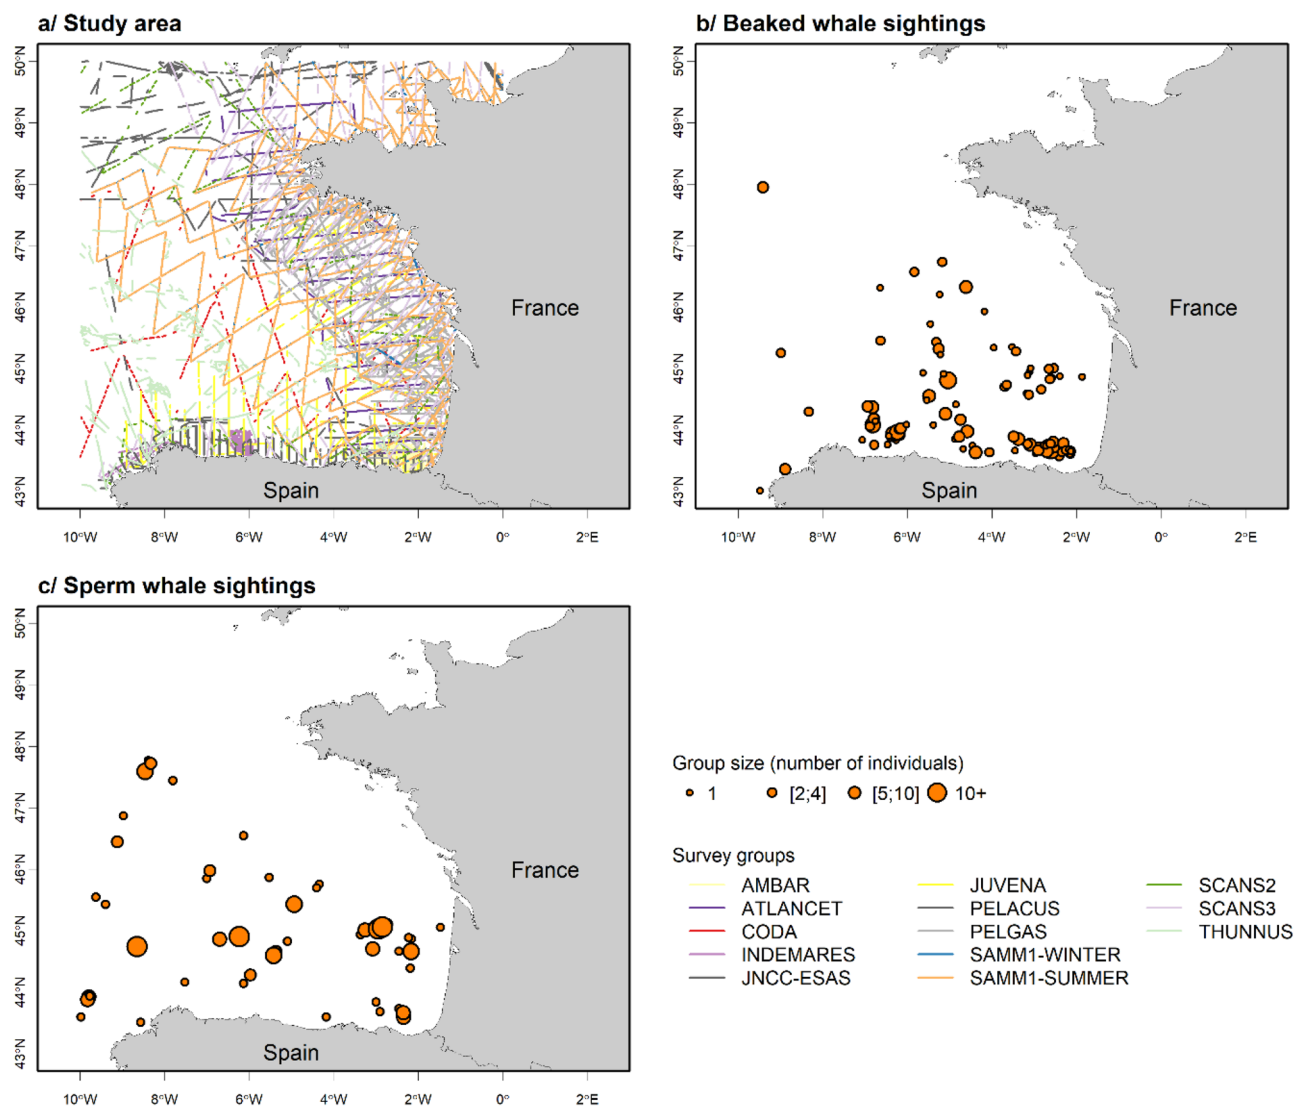 a/ Study area
50°N
49°N
48°N
47°N
46°N
45°N
44°N
43°N
France
Spain
10°W 8°W 6°W 4°W 2°W 0° 2°E
b/ Beaked whale sightings
50°N
49°N
48°N
47°N
46°N
45°N
44°N
43°N
France
Spain
10°W 8°W 6°W 4°W 2°W 0° 2°E
c/ Sperm whale sightings
50°N
49°N
48°N
47°N
46°N
45°N
44°N
43°N
France
Spain
10°W 8°W 6°W 4°W 2°W 0° 2°E
Group size (number of individuals)
1 [2;4] [5;10] 10+
Survey groups
AMBAR JUVENA SCANS2
ATLANCET PELACUS SCANS3
CODA PELGAS THUNNUS
INDEMARES SAMM1-WINTER
JNCC-ESAS SAMM1-SUMMER